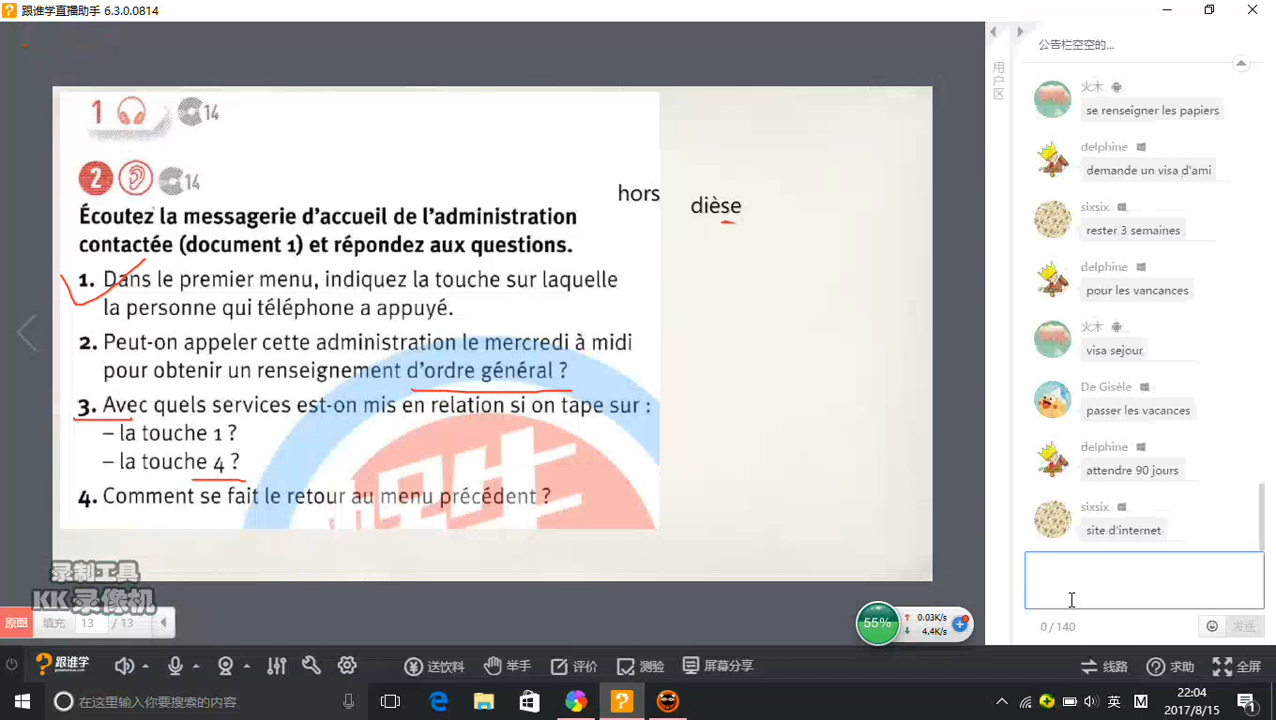 跟谁学直播助手 6.3.0.0814
公告栏空空的...
用户区
1 14
2 14
hors
dièse
Écoutez la messagerie d'accueil de l'administration
contactée (document 1) et répondez aux questions.
1. Dans le premier menu, indiquez la touche sur laquelle
la personne qui téléphone a appuyé.
2. Peut-on appeler cette administration le mercredi à midi
pour obtenir un renseignement d'ordre général ?
3. Avec quels services est-on mis en relation si on tape sur :
– la touche 1 ?
– la touche 4 ?
4. Comment se fait le retour au menu précédent ?
火木
se renseigner les papiers
delphine
demande un visa d'ami
sixsix
rester 3 semaines
delphine
pour les vancances
火木
visa sejour
De Gisèle
passer les vacances
delphine
attendre 90 jours
sixsix
site d'internet
录制工具
KK 录像机
原图 填充 13 / 13
55% 0.03K/s
4.4K/s
0 / 140 发送
跟谁学 送饮料 举手 评价 测验 屏幕分享 线路 求助 全屏
在这里输入你要搜索的内容
英 M 22:04
2017/8/15
1